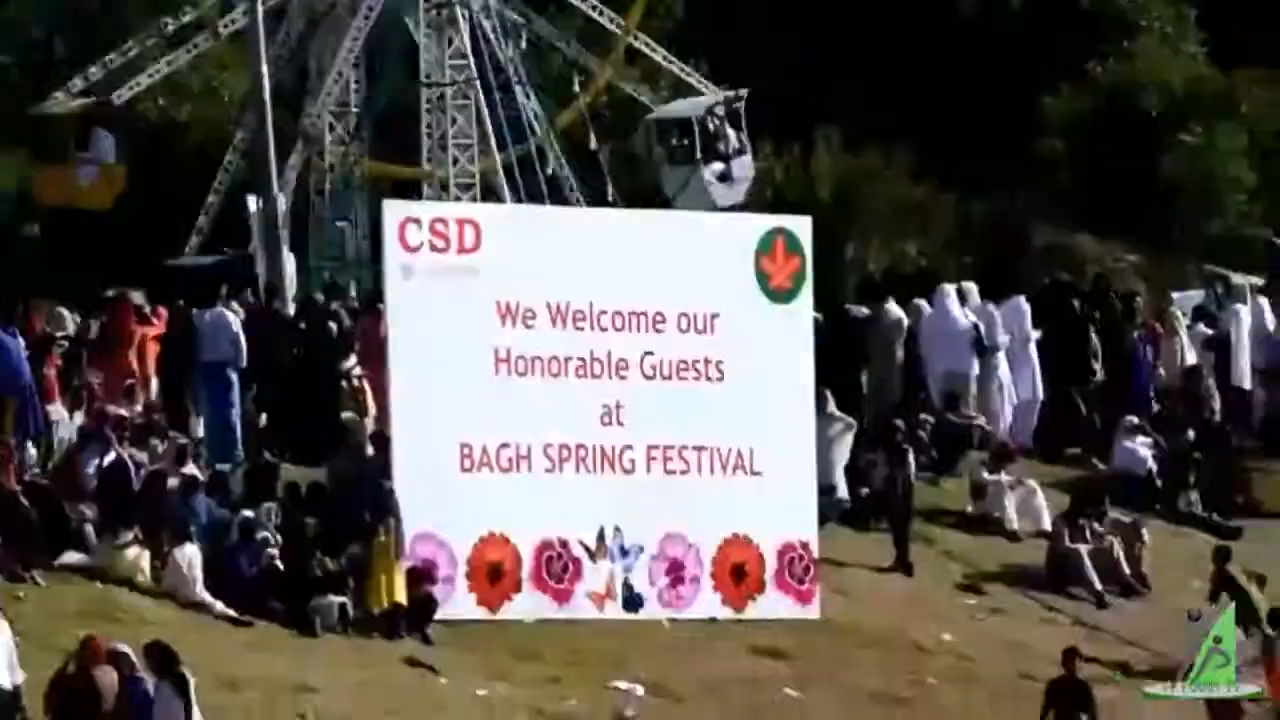 CSD
We Welcome our
Honorable Guests
at
BAGH SPRING FESTIVAL